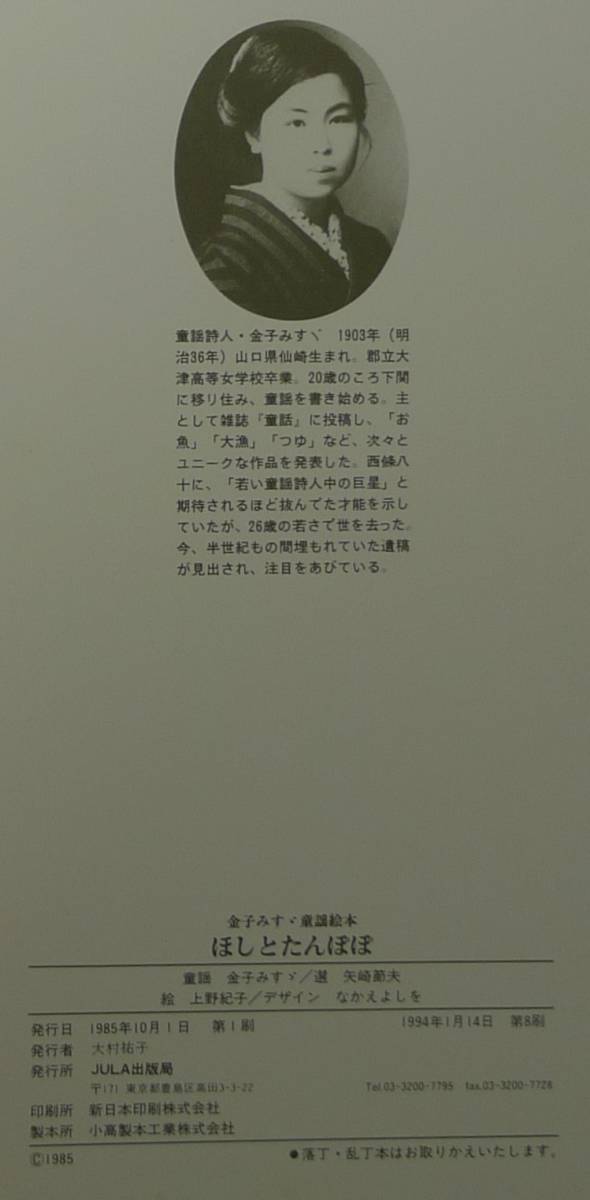 童謡詩人・金子みすゞ　1903年（明
治36年）山口県仙崎生まれ。郡立大
津高等女学校卒業。20歳のころ下関
に移り住み、童謡を書き始める。主
として雑誌『童話』に投稿し、「お
魚」「大漁」「つゆ」など、次々と
ユニークな作品を発表した。西條八
十に、「若い童謡詩人中の巨星」と
期待されるほど抜んでた才能を示し
ていたが、26歳の若さで世を去った。
今、半世紀もの間埋もれていた遺稿
が見出され、注目をあびている。
金子みすゞ童謡絵本
ほしとたんぽぽ
童謡　金子みすゞ／選　矢崎節夫
絵　上野紀子／デザイン　なかえよしを
発行日　1985年10月1日　第1刷　1994年1月14日　第8刷
発行者　大村祐子
発行所　JULA出版局
〒171 東京都豊島区高田3-3-22　Tel.03-3200-7795　fax.03-3200-7728
印刷所　新日本印刷株式会社
製本所　小高製本工業株式会社
©1985　●落丁・乱丁本はお取りかえいたします。